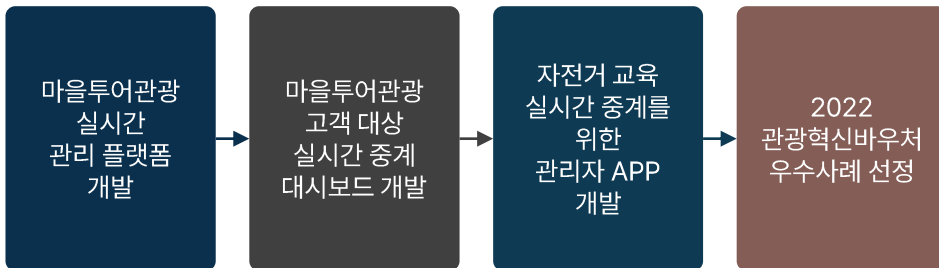 마을투어관광
실시간
관리 플랫폼
개발
마을투어관광
고객 대상
실시간 중계
대시보드 개발
자전거 교육
실시간 중계를
위한
관리자 APP
개발
2022
관광혁신바우처
우수사례 선정